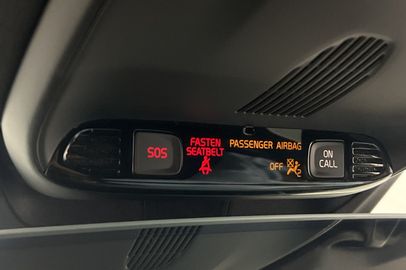 SOS
FASTEN
SEATBELT
PASSENGER AIRBAG
OFF
ON
CALL